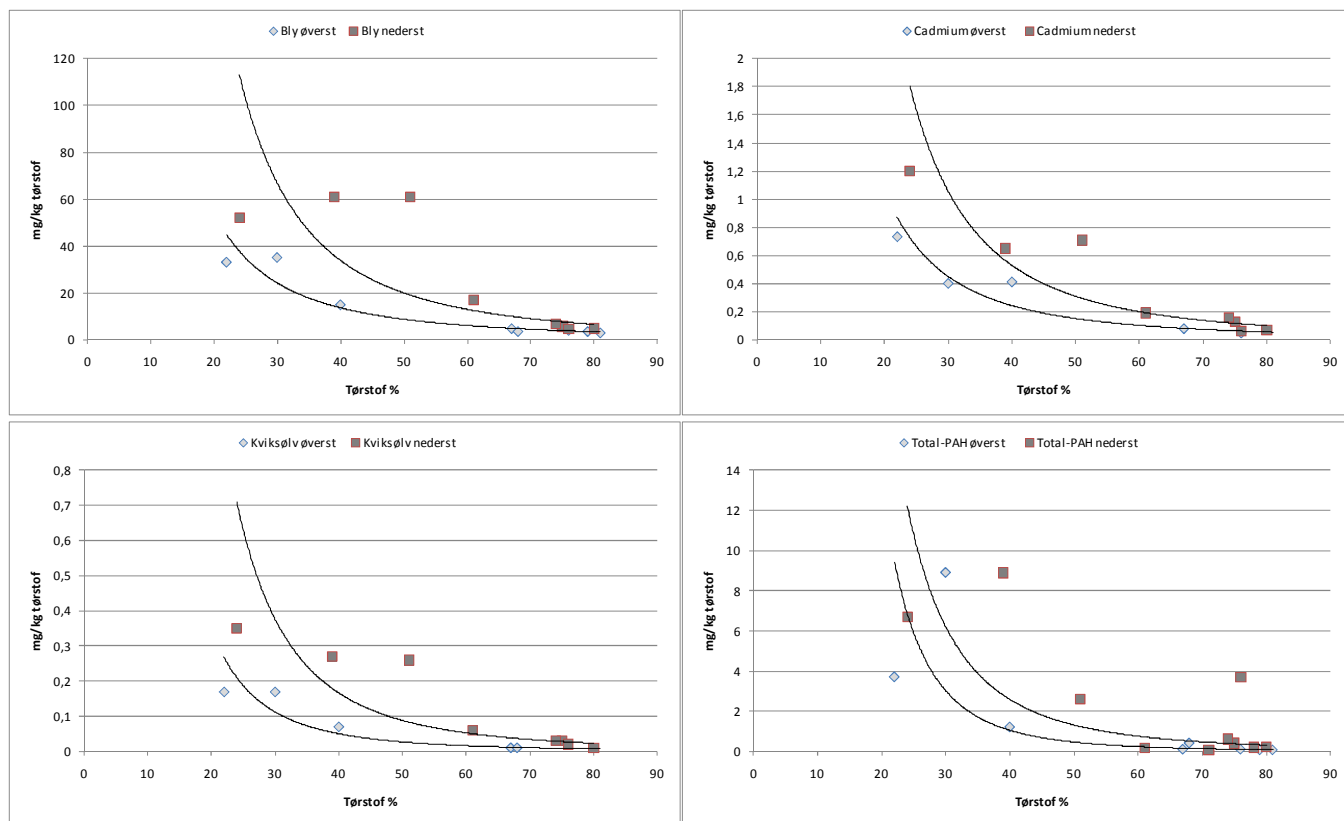 Bly øverst Bly nederst
120
100
80
60
40
20
0
mg/kg tørstof
0 10 20 30 40 50 60 70 80 90
Tørstof %
Cadmium øverst Cadmium nederst
2
1,8
1,6
1,4
1,2
1
0,8
0,6
0,4
0,2
0
mg/kg tørstof
0 10 20 30 40 50 60 70 80 90
Tørstof %
Kviksølv øverst Kviksølv nederst
0,8
0,7
0,6
0,5
0,4
0,3
0,2
0,1
0
mg/kg tørstof
0 10 20 30 40 50 60 70 80 90
Tørstof %
Total-PAH øverst Total-PAH nederst
14
12
10
8
6
4
2
0
mg/kg tørstof
0 10 20 30 40 50 60 70 80 90
Tørstof %